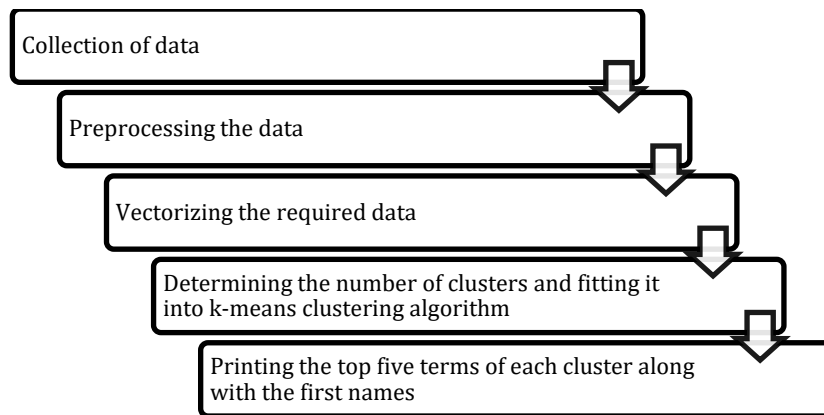 Collection of data
Preprocessing the data
Vectorizing the required data
Determining the number of clusters and fitting it
into k-means clustering algorithm
Printing the top five terms of each cluster along
with the first names